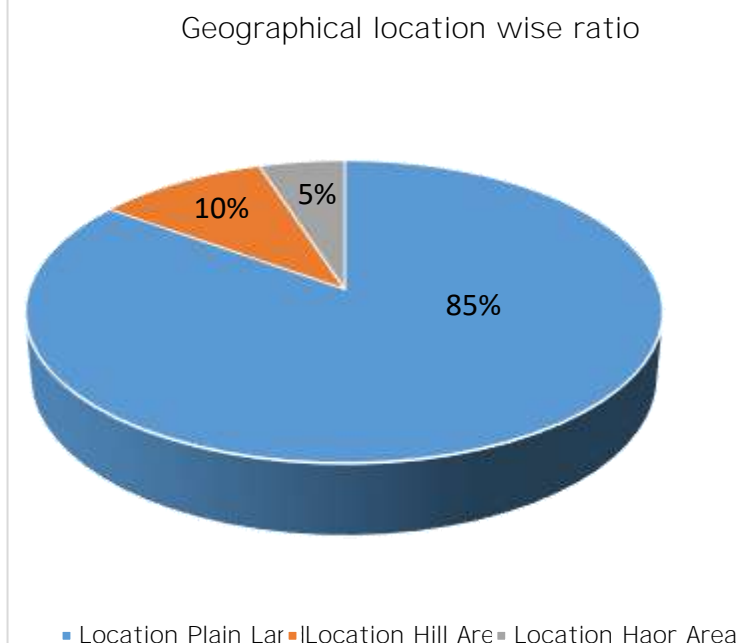 Geographical location wise ratio
5%
10%
85%
Location Plain Lar Location Hill Are Location Haor Area